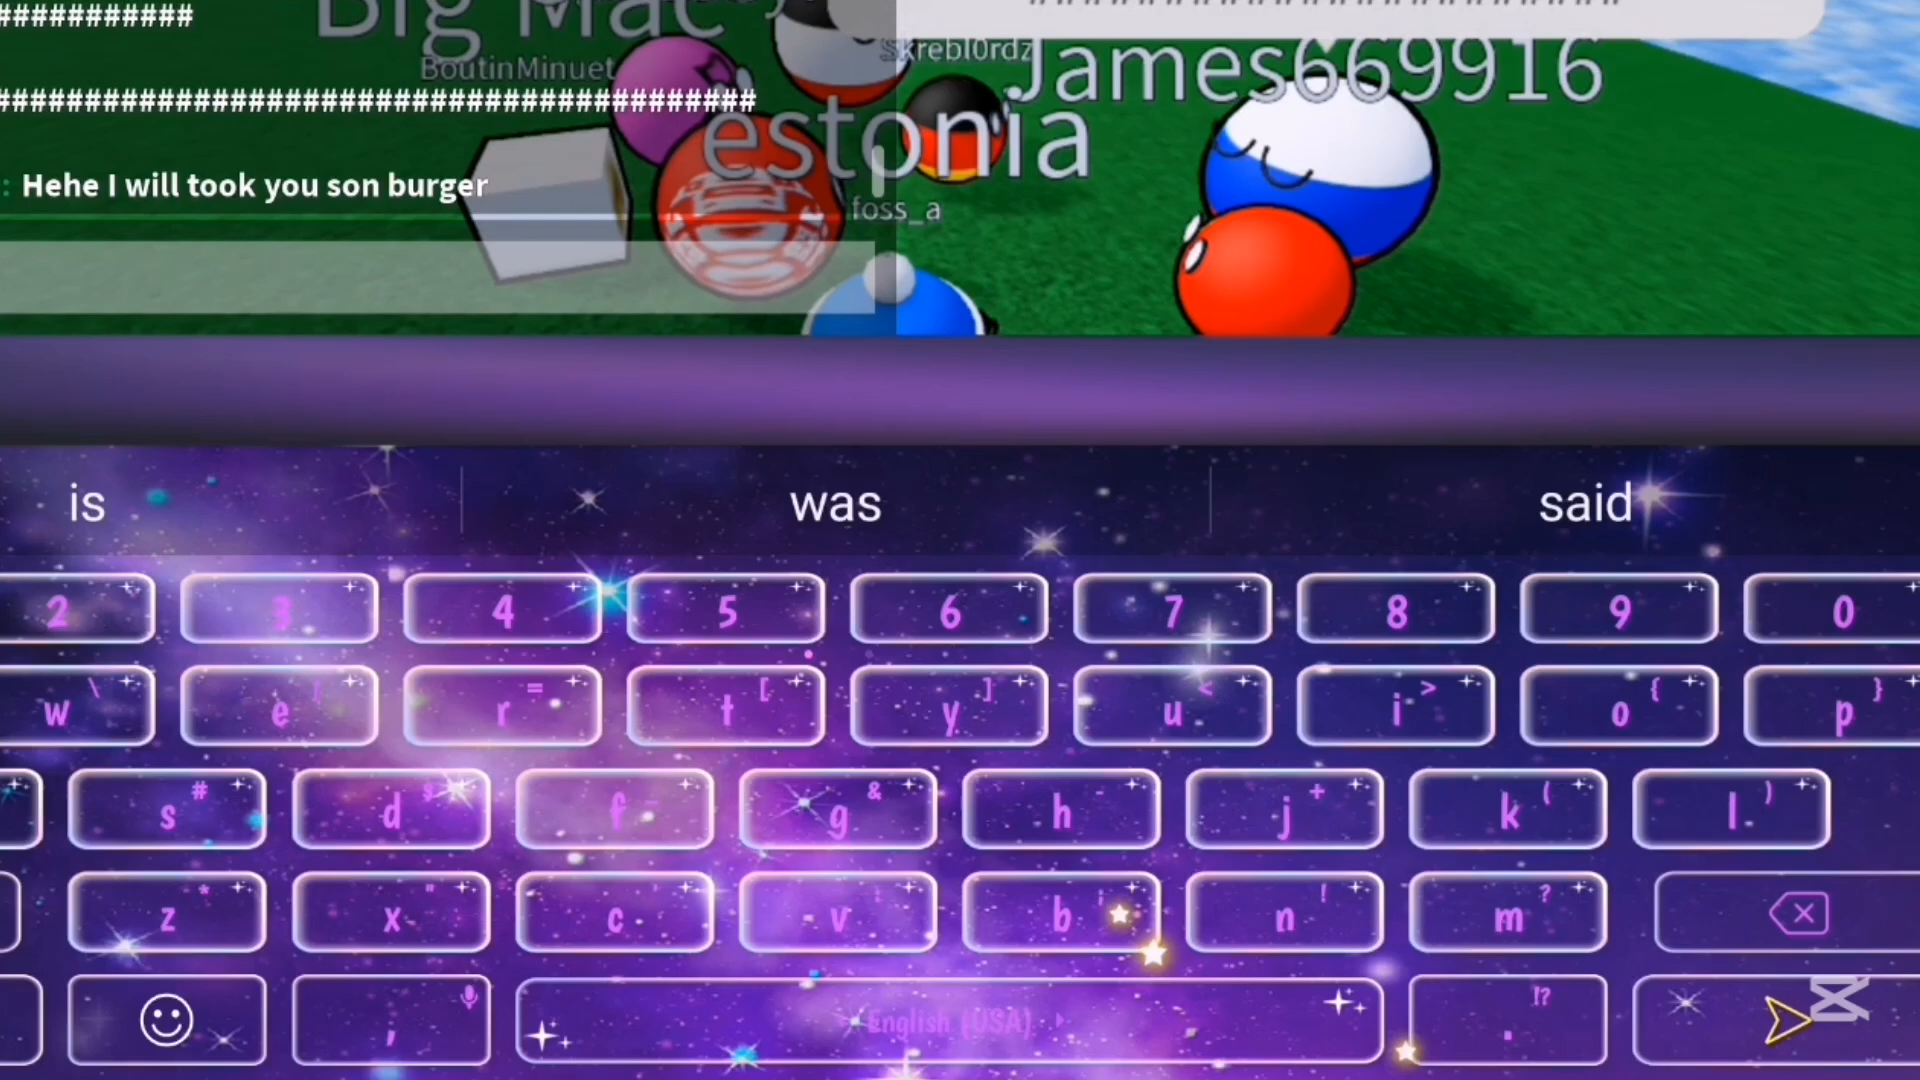 ###########
Big Mac
Skrebl0rdz
James669916
BoutinMinuet
##########################################
estonia
: Hehe I will took you son burger
foss_a
is was said
2 3 4 5 6 7 8 9 0
w \ e r = t [ y ] u < i > o { p }
s # d $ f g & h - j + k ( l )
z * x " c ' v : b ; n ! m ?
, English (USA) . !?